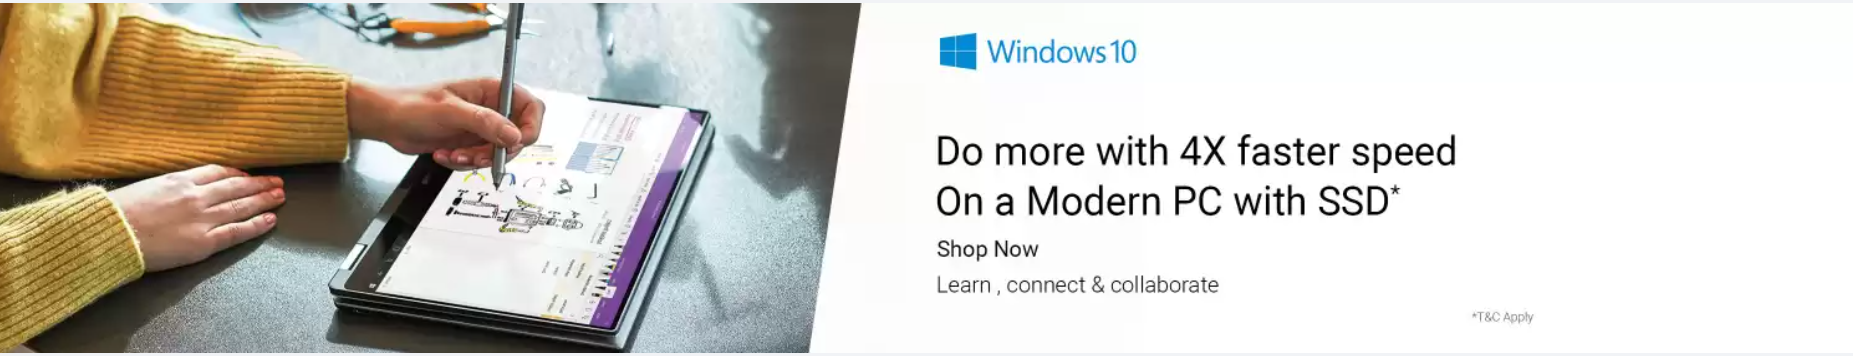 Windows 10
Do more with 4X faster speed
On a Modern PC with SSD*
Shop Now
Learn , connect & collaborate
*T&C Apply